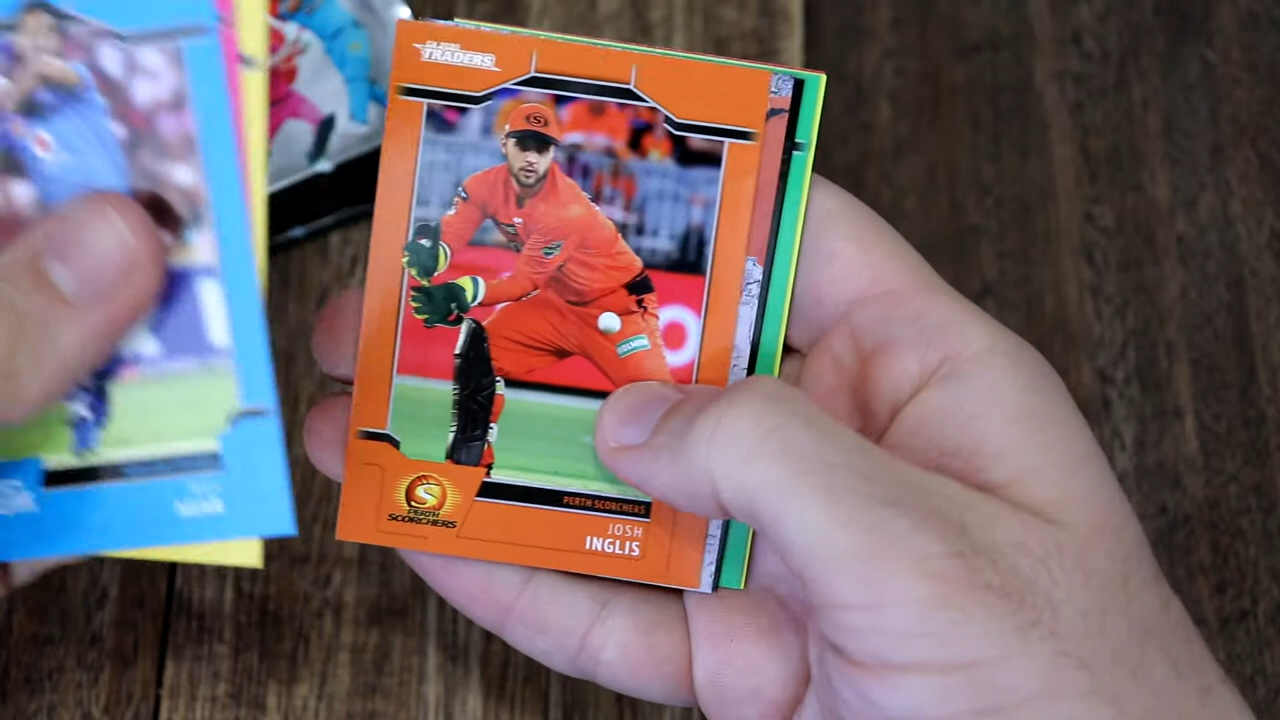 TRADERS
S
PERTH
SCORCHERS
PERTH SCORCHERS
JOSH
INGLIS